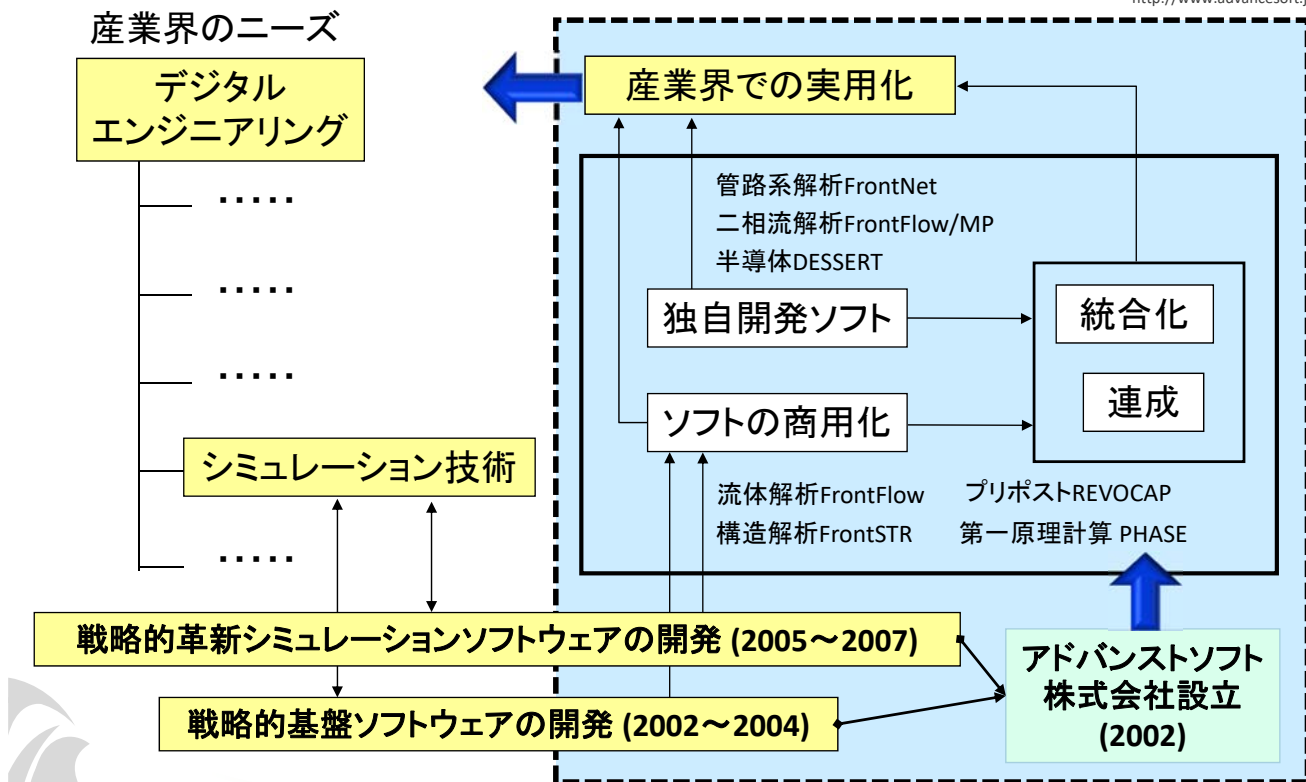 http://www.advancesoft.j
産業界のニーズ
デジタル
エンジニアリング
・・・・・
・・・・・
・・・・・
シミュレーション技術
・・・・・
産業界での実用化
管路系解析FrontNet
二相流解析FrontFlow/MP
半導体DESSERT
独自開発ソフト
統合化
連成
ソフトの商用化
流体解析FrontFlow
構造解析FrontSTR
プリポストREVOCAP
第一原理計算 PHASE
戦略的革新シミュレーションソフトウェアの開発 (2005～2007)
戦略的基盤ソフトウェアの開発 (2002～2004)
アドバンストソフト
株式会社設立
(2002)